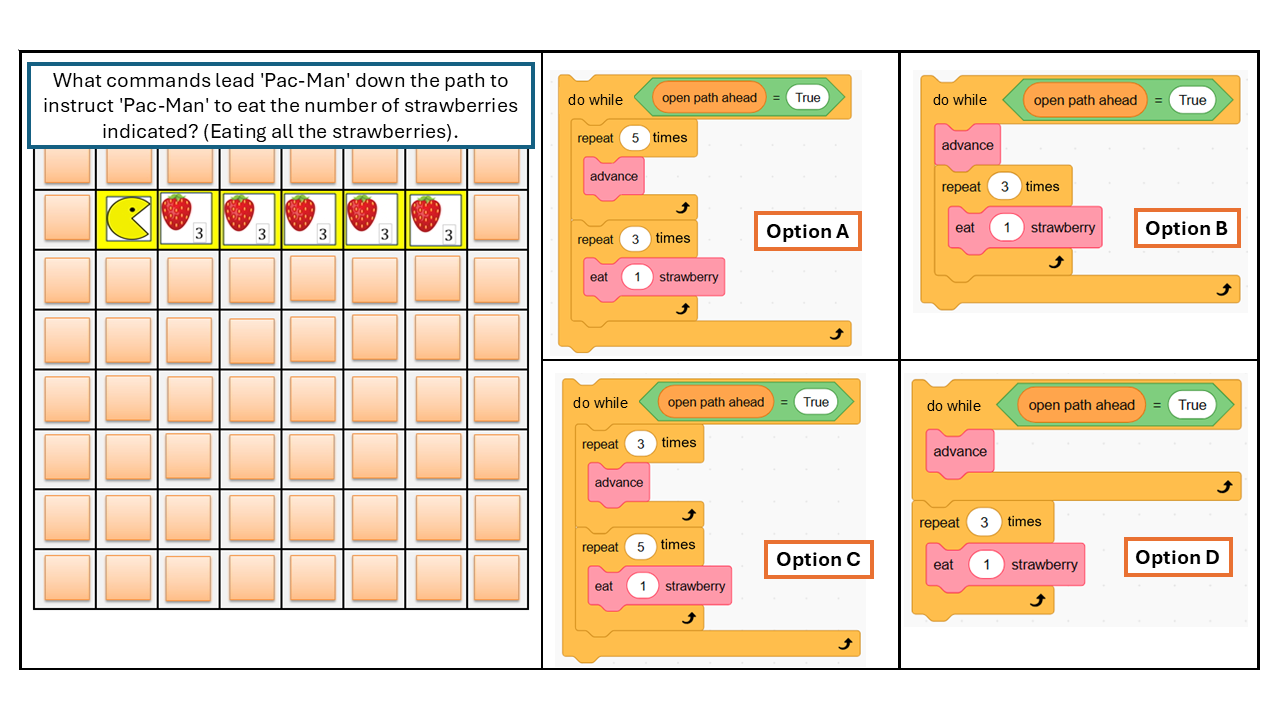 What commands lead 'Pac-Man' down the path to
instruct 'Pac-Man' to eat the number of strawberries
indicated? (Eating all the strawberries).
3 3 3 3 3
do while open path ahead = True
repeat 5 times
advance
repeat 3 times
eat 1 strawberry
Option A
do while open path ahead = True
advance
repeat 3 times
eat 1 strawberry
Option B
do while open path ahead = True
repeat 3 times
advance
repeat 5 times
eat 1 strawberry
Option C
do while open path ahead = True
advance
repeat 3 times
eat 1 strawberry
Option D